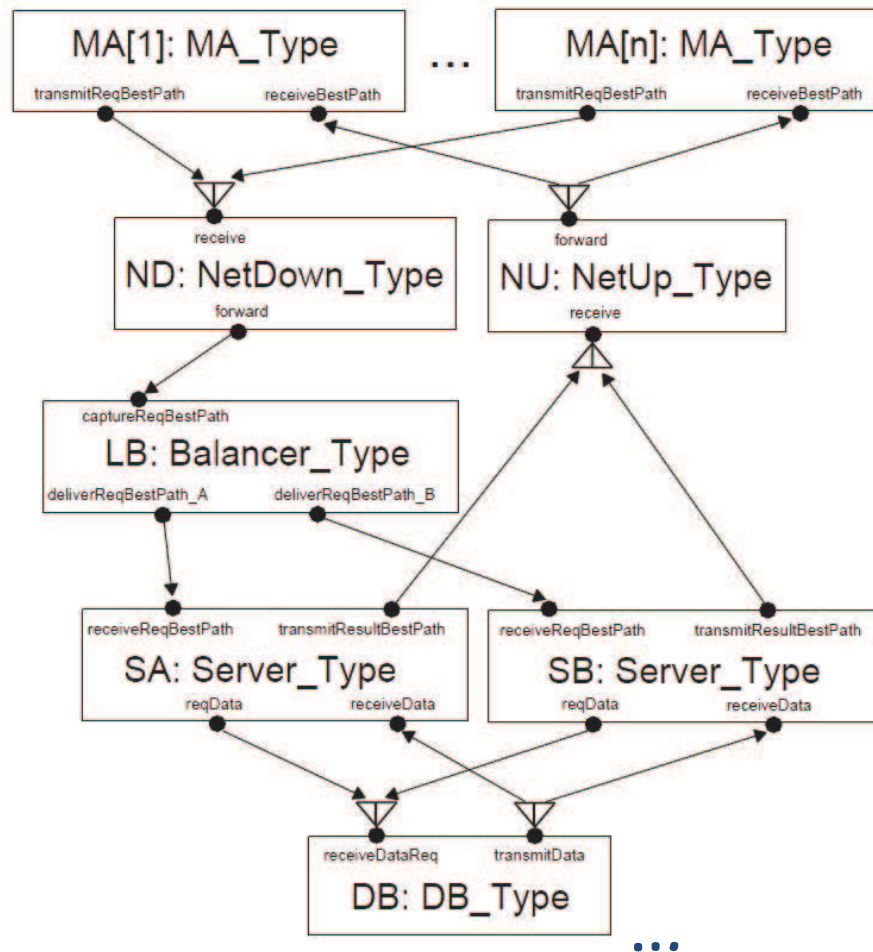 MA[1]: MA_Type ... MA[n]: MA_Type
transmitReqBestPath receiveBestPath transmitReqBestPath receiveBestPath
receive forward
ND: NetDown_Type NU: NetUp_Type
forward receive
captureReqBestPath
LB: Balancer_Type
deliverReqBestPath_A deliverReqBestPath_B
receiveReqBestPath transmitResultBestPath receiveReqBestPath transmitResultBestPath
SA: Server_Type SB: Server_Type
reqData receiveData reqData receiveData
receiveDataReq transmitData
DB: DB_Type
...